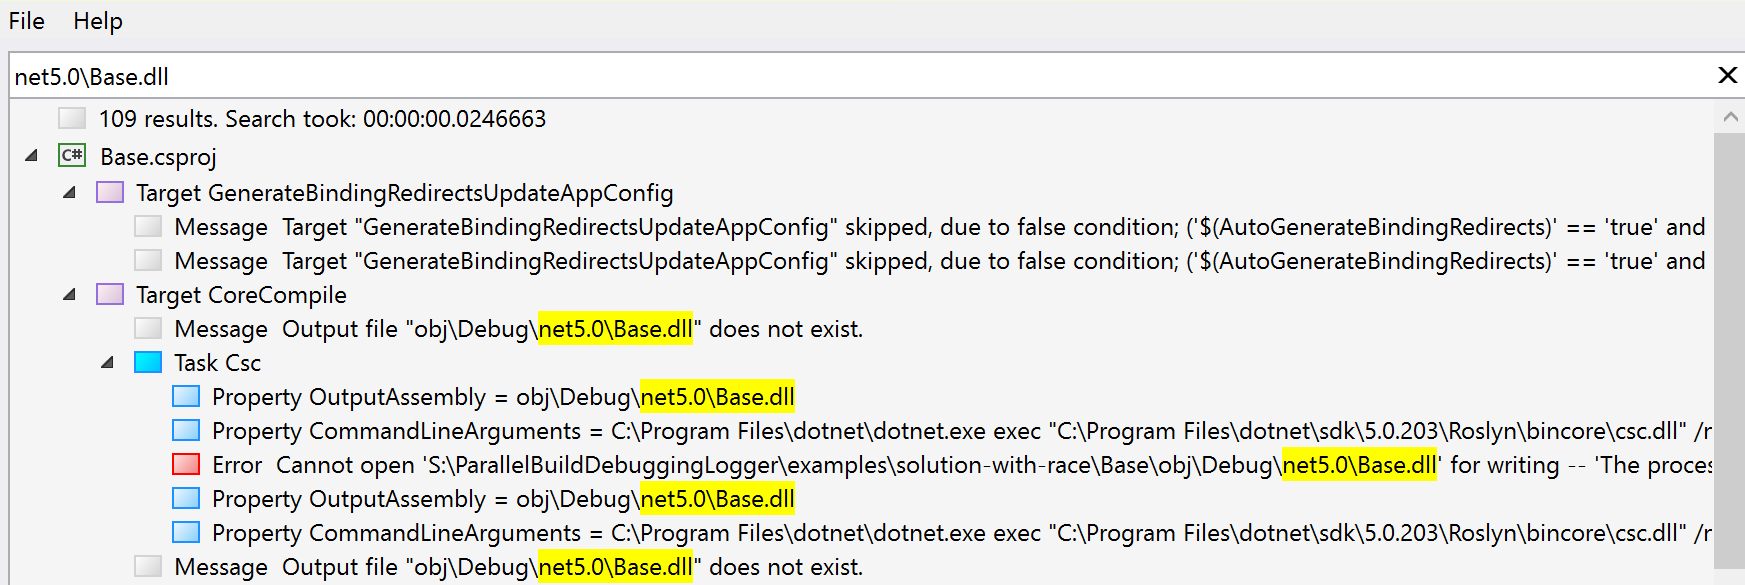 File Help
net5.0\Base.dll
109 results. Search took: 00:00:00.0246663
C# Base.csproj
Target GenerateBindingRedirectsUpdateAppConfig
Message Target "GenerateBindingRedirectsUpdateAppConfig" skipped, due to false condition; ('$(AutoGenerateBindingRedirects)' == 'true' and
Message Target "GenerateBindingRedirectsUpdateAppConfig" skipped, due to false condition; ('$(AutoGenerateBindingRedirects)' == 'true' and
Target CoreCompile
Message Output file "obj\Debug\net5.0\Base.dll" does not exist.
Task Csc
Property OutputAssembly = obj\Debug\net5.0\Base.dll
Property CommandLineArguments = C:\Program Files\dotnet\dotnet.exe exec "C:\Program Files\dotnet\sdk\5.0.203\Roslyn\bincore\csc.dll" /r
Error Cannot open 'S:\ParallelBuildDebuggingLogger\examples\solution-with-race\Base\obj\Debug\net5.0\Base.dll' for writing -- 'The proces
Property OutputAssembly = obj\Debug\net5.0\Base.dll
Property CommandLineArguments = C:\Program Files\dotnet\dotnet.exe exec "C:\Program Files\dotnet\sdk\5.0.203\Roslyn\bincore\csc.dll" /r
Message Output file "obj\Debug\net5.0\Base.dll" does not exist.